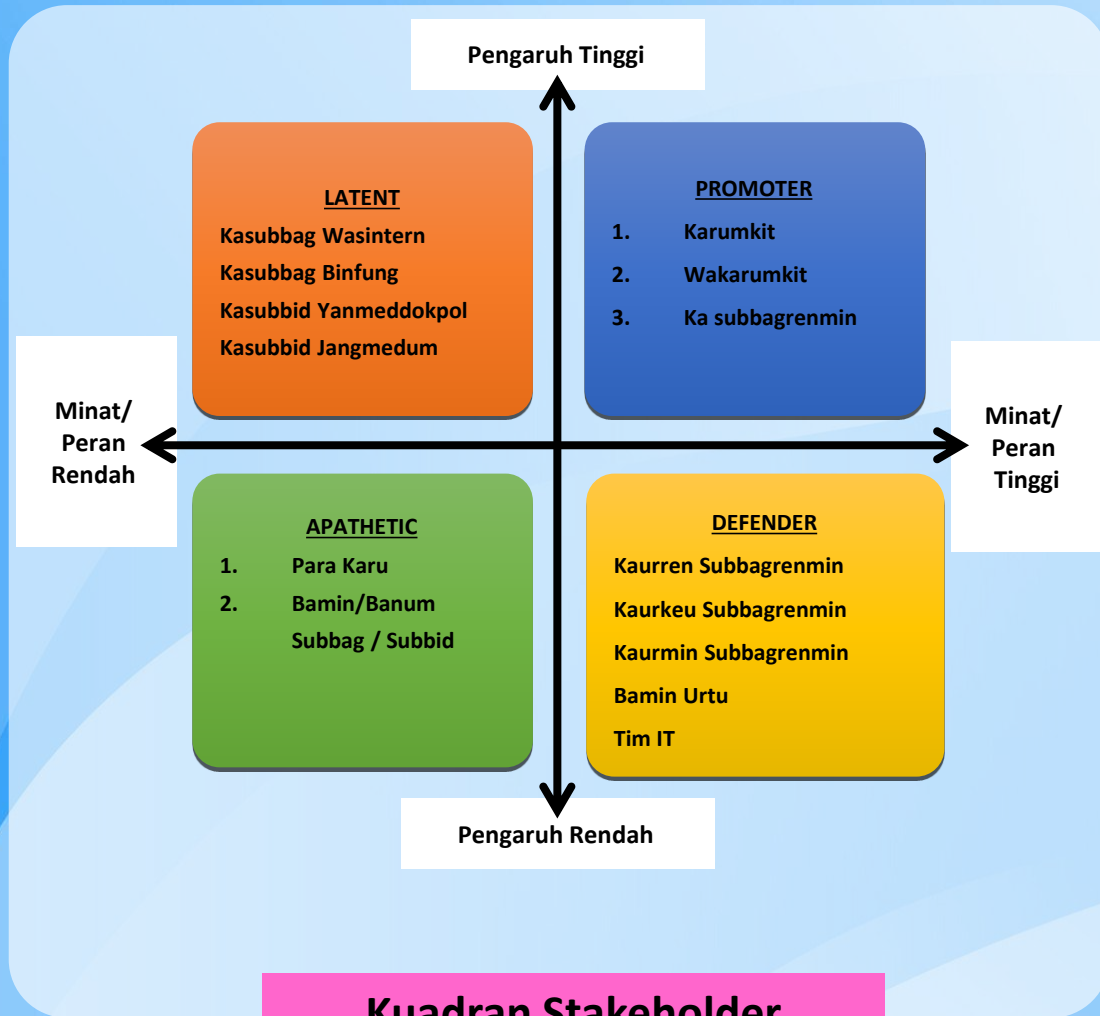 Pengaruh Tinggi
LATENT
Kasubbag Wasintern
Kasubbag Binfung
Kasubbid Yanmeddokpol
Kasubbid Jangmedum
PROMOTER
1. Karumkit
2. Wakarumkit
3. Ka subbagrenmin
Minat/
Peran
Rendah
Minat/
Peran
Tinggi
APATHETIC
1. Para Karu
2. Bamin/Banum
Subbag / Subbid
DEFENDER
Kaurren Subbagrenmin
Kaurkeu Subbagrenmin
Kaurmin Subbagrenmin
Bamin Urtu
Tim IT
Pengaruh Rendah
Kuadran Stakeholder